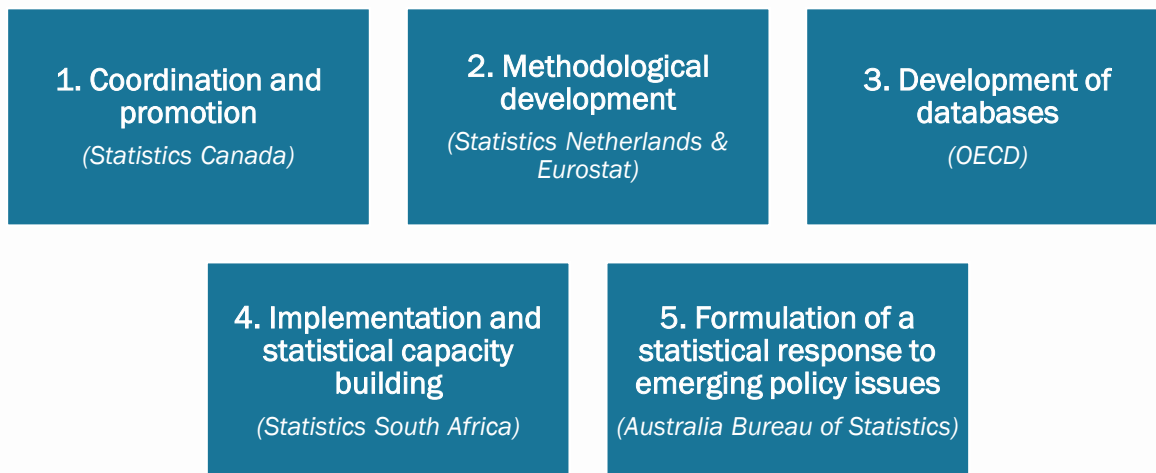 1. Coordination and
promotion
(Statistics Canada)
2. Methodological
development
(Statistics Netherlands &
Eurostat)
3. Development of
databases
(OECD)
4. Implementation and
statistical capacity
building
(Statistics South Africa)
5. Formulation of a
statistical response to
emerging policy issues
(Australia Bureau of Statistics)